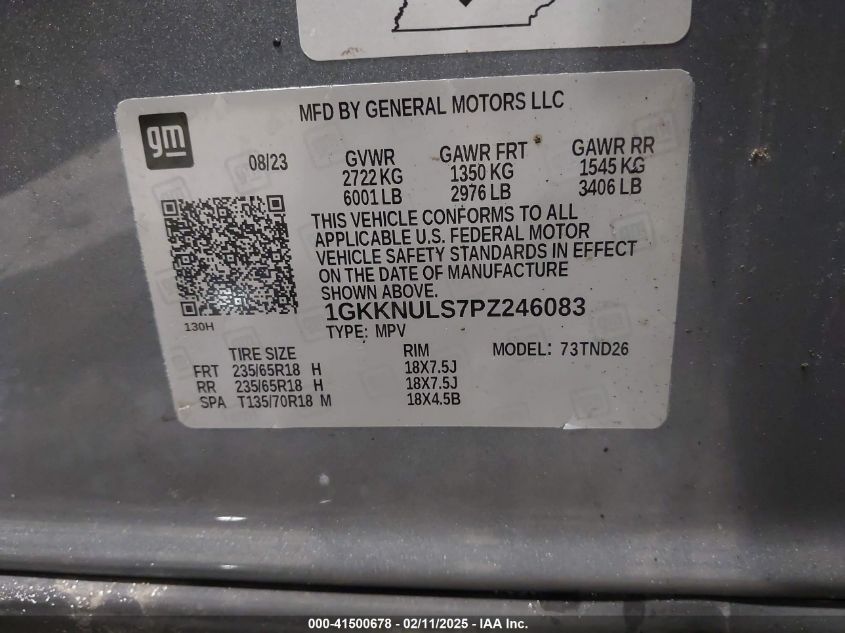 MFD BY GENERAL MOTORS LLC
gm
08/23 GVWR GAWR FRT GAWR RR
2722 KG 1350 KG 1545 KG
6001 LB 2976 LB 3406 LB
THIS VEHICLE CONFORMS TO ALL
APPLICABLE U.S. FEDERAL MOTOR
VEHICLE SAFETY STANDARDS IN EFFECT
ON THE DATE OF MANUFACTURE
SHOWN ABOVE.
1GKKNULS7PZ246083
130H
TYPE: MPV
TIRE SIZE RIM MODEL: 73TND26
FRT 235/65R18 H 18X7.5J
RR 235/65R18 H 18X7.5J
SPA T135/70R18 M 18X4.5B
000-41500678 - 02/11/2025 - IAA Inc.